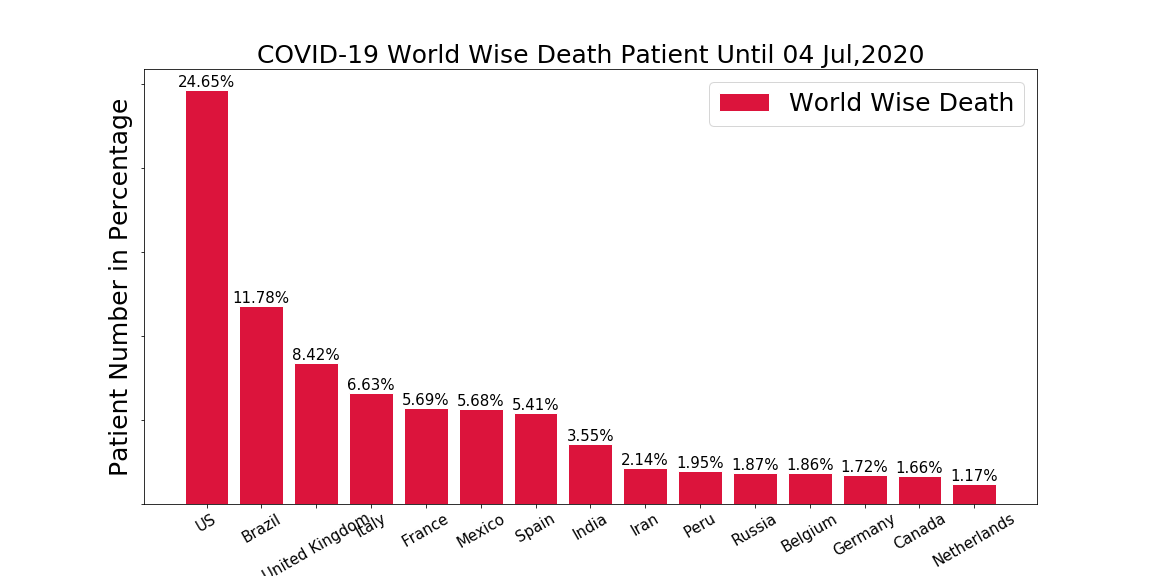 COVID-19 World Wise Death Patient Until 04 Jul,2020
Patient Number in Percentage
World Wise Death
24.65%
11.78%
8.42%
6.63%
5.69%
5.68%
5.41%
3.55%
2.14%
1.95%
1.87%
1.86%
1.72%
1.66%
1.17%
US
Brazil
United Kingdom
Italy
France
Mexico
Spain
India
Iran
Peru
Russia
Belgium
Germany
Canada
Netherlands